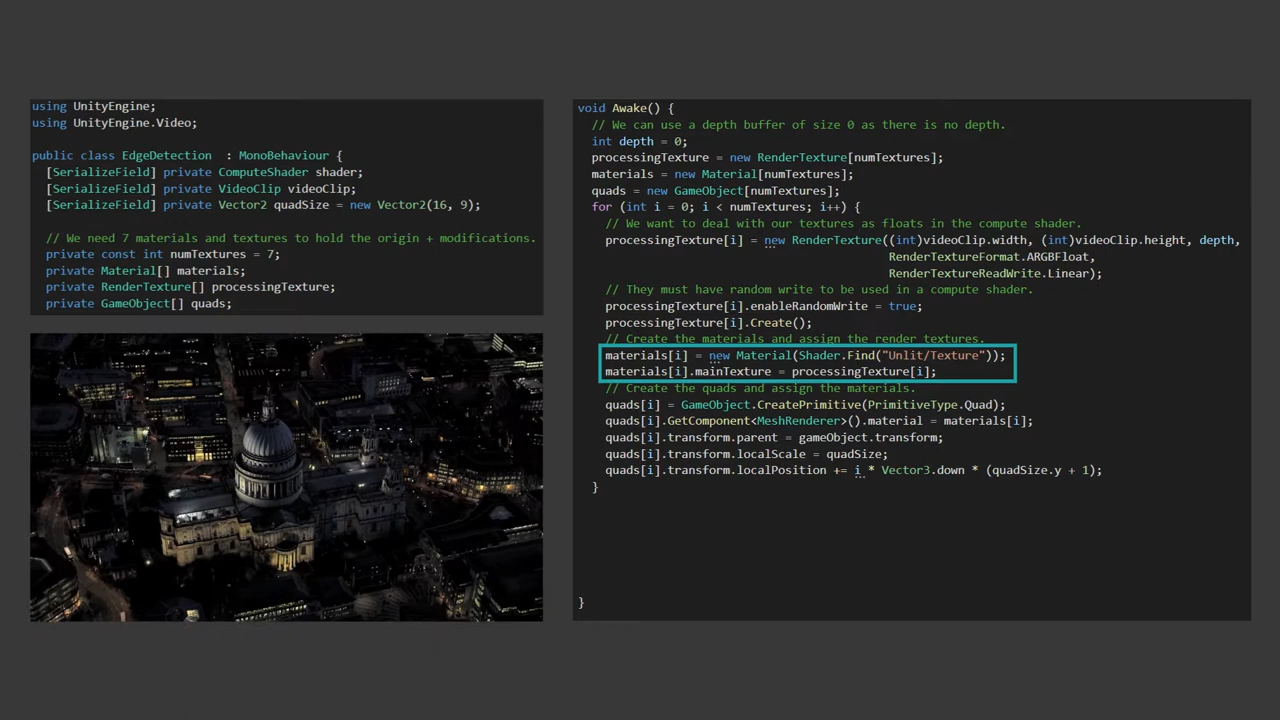 using UnityEngine;
using UnityEngine.Video;
public class EdgeDetection : MonoBehaviour {
[SerializeField] private ComputeShader shader;
[SerializeField] private VideoClip videoClip;
[SerializeField] private Vector2 quadSize = new Vector2(16, 9);
// We need 7 materials and textures to hold the origin + modifications.
private const int numTextures = 7;
private Material[] materials;
private RenderTexture[] processingTexture;
private GameObject[] quads;
void Awake() {
// We can use a depth buffer of size 0 as there is no depth.
int depth = 0;
processingTexture = new RenderTexture[numTextures];
materials = new Material[numTextures];
quads = new GameObject[numTextures];
for (int i = 0; i < numTextures; i++) {
// We want to deal with our textures as floats in the compute shader.
processingTexture[i] = new RenderTexture((int)videoClip.width, (int)videoClip.height, depth,
RenderTextureFormat.ARGBFloat,
RenderTextureReadWrite.Linear);
// They must have random write to be used in a compute shader.
processingTexture[i].enableRandomWrite = true;
processingTexture[i].Create();
// Create the materials and assign the render textures.
materials[i] = new Material(Shader.Find("Unlit/Texture"));
materials[i].mainTexture = processingTexture[i];
// Create the quads and assign the materials.
quads[i] = GameObject.CreatePrimitive(PrimitiveType.Quad);
quads[i].GetComponent<MeshRenderer>().material = materials[i];
quads[i].transform.parent = gameObject.transform;
quads[i].transform.localScale = quadSize;
quads[i].transform.localPosition += i * Vector3.down * (quadSize.y + 1);
}
}